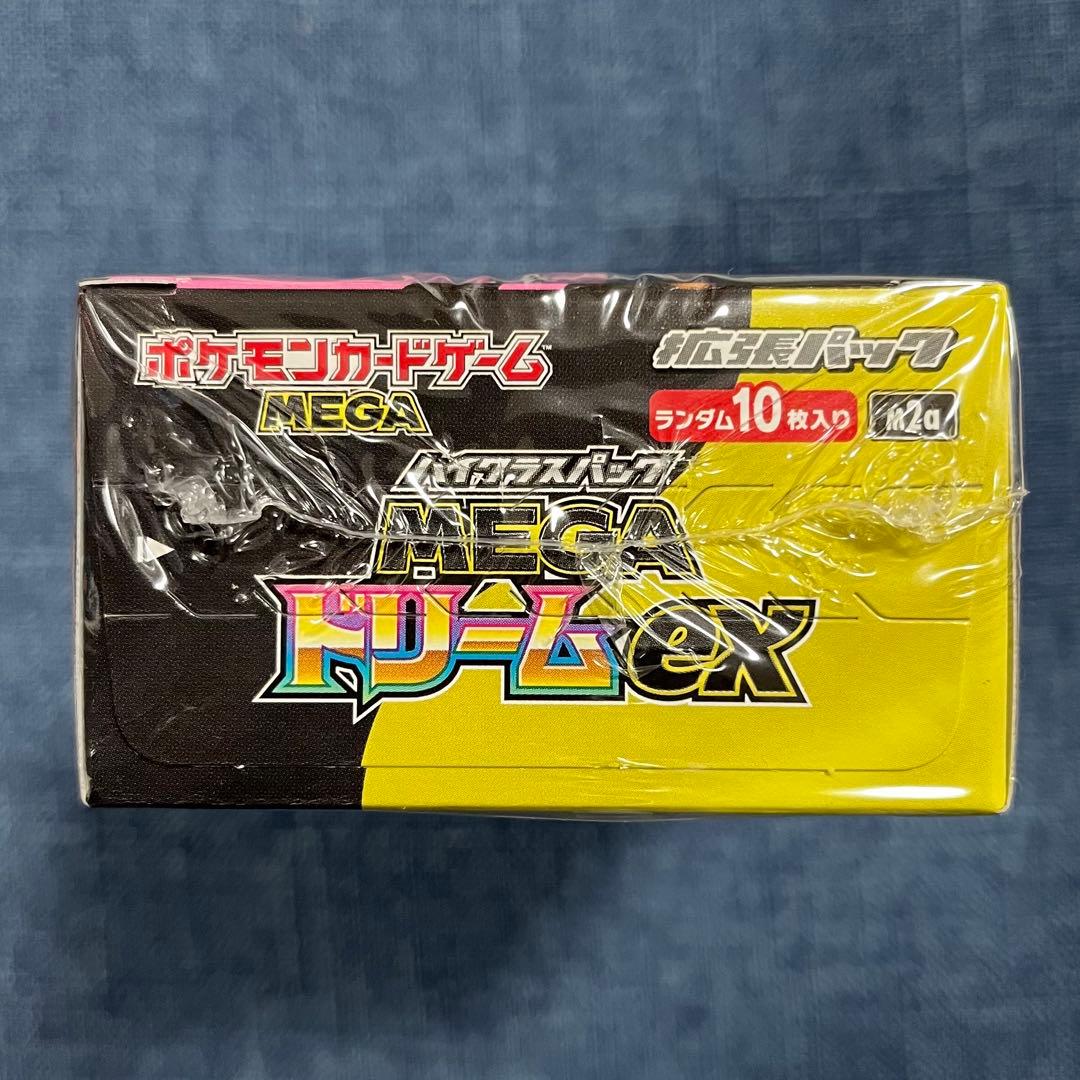 ポケモンカードゲーム™
MEGA
拡張パック
ランダム10枚入り
M2a
ハイクラスパック
MEGA
ドリームex